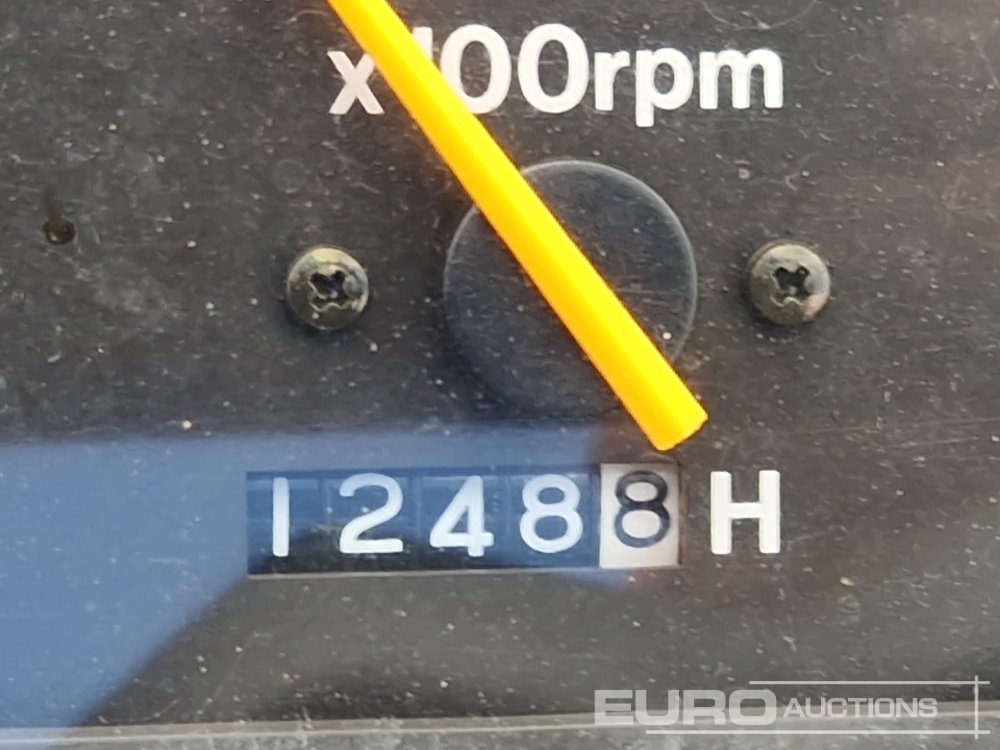 x100rpm
12488 H
EURO AUCTIONS